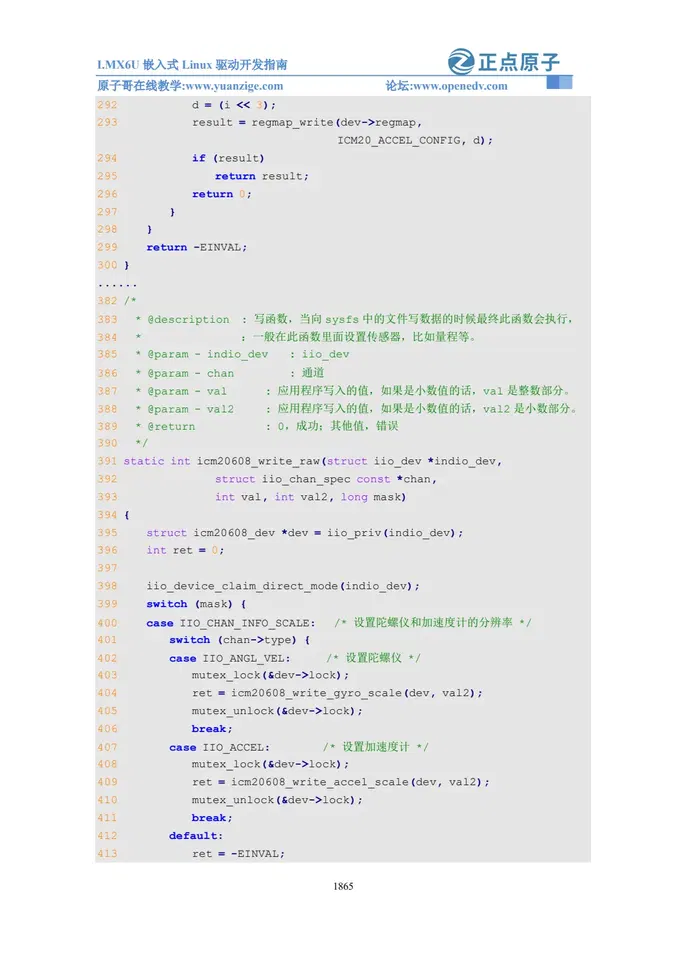 I.MX6U 嵌入式 Linux 驱动开发指南
正点原子
原子哥在线教学:www.yuanzige.com 论坛:www.openedv.com
292 d = (i << 3);
293 result = regmap_write(dev->regmap,
ICM20_ACCEL_CONFIG, d);
294 if (result)
295 return result;
296 return 0;
297 }
298 }
299 return -EINVAL;
300 }
......
382 /*
383 * @description : 写函数，当向 sysfs 中的文件写数据的时候最终此函数会执行，
384 * : 一般在此函数里面设置传感器，比如量程等。
385 * @param - indio_dev : iio_dev
386 * @param - chan : 通道
387 * @param - val : 应用程序写入的值，如果是小数值的话，val 是整数部分。
388 * @param - val2 : 应用程序写入的值，如果是小数值的话，val2 是小数部分。
389 * @return : 0，成功；其他值，错误
390 */
391 static int icm20608_write_raw(struct iio_dev *indio_dev,
392 struct iio_chan_spec const *chan,
393 int val, int val2, long mask)
394 {
395 struct icm20608_dev *dev = iio_priv(indio_dev);
396 int ret = 0;
397
398 iio_device_claim_direct_mode(indio_dev);
399 switch (mask) {
400 case IIO_CHAN_INFO_SCALE: /* 设置陀螺仪和加速度计的分辨率 */
401 switch (chan->type) {
402 case IIO_ANGL_VEL: /* 设置陀螺仪 */
403 mutex_lock(&dev->lock);
404 ret = icm20608_write_gyro_scale(dev, val2);
405 mutex_unlock(&dev->lock);
406 break;
407 case IIO_ACCEL: /* 设置加速度计 */
408 mutex_lock(&dev->lock);
409 ret = icm20608_write_accel_scale(dev, val2);
410 mutex_unlock(&dev->lock);
411 break;
412 default:
413 ret = -EINVAL;
1865